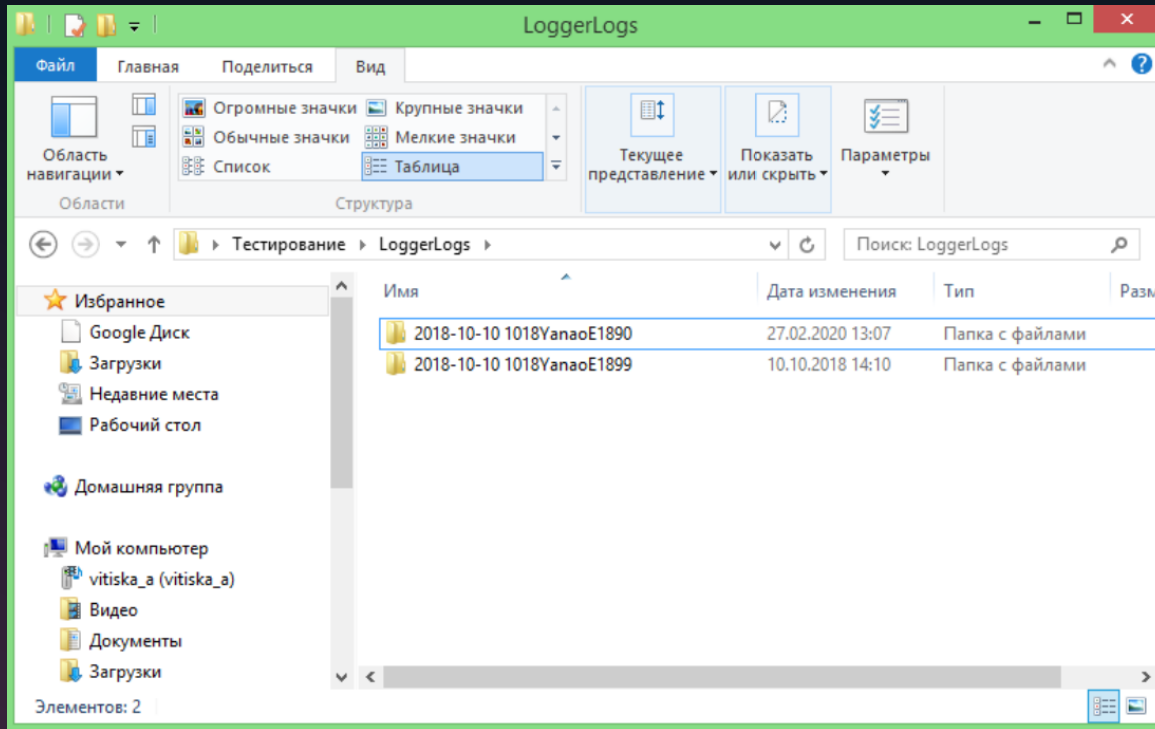 LoggerLogs
Файл Главная Поделиться Вид
Огромные значки Крупные значки
Обычные значки Мелкие значки
Список Таблица
Область навигации
Текущее представление
Показать или скрыть
Параметры
Области Структура
Тестирование LoggerLogs Поиск: LoggerLogs
Имя Дата изменения Тип Разм
2018-10-10 1018YanaoE1890 27.02.2020 13:07 Папка с файлами
2018-10-10 1018YanaoE1899 10.10.2018 14:10 Папка с файлами
Избранное
Google Диск
Загрузки
Недавние места
Рабочий стол
Домашняя группа
Мой компьютер
vitiska_a (vitiska_a)
Видео
Документы
Загрузки
Элементов: 2